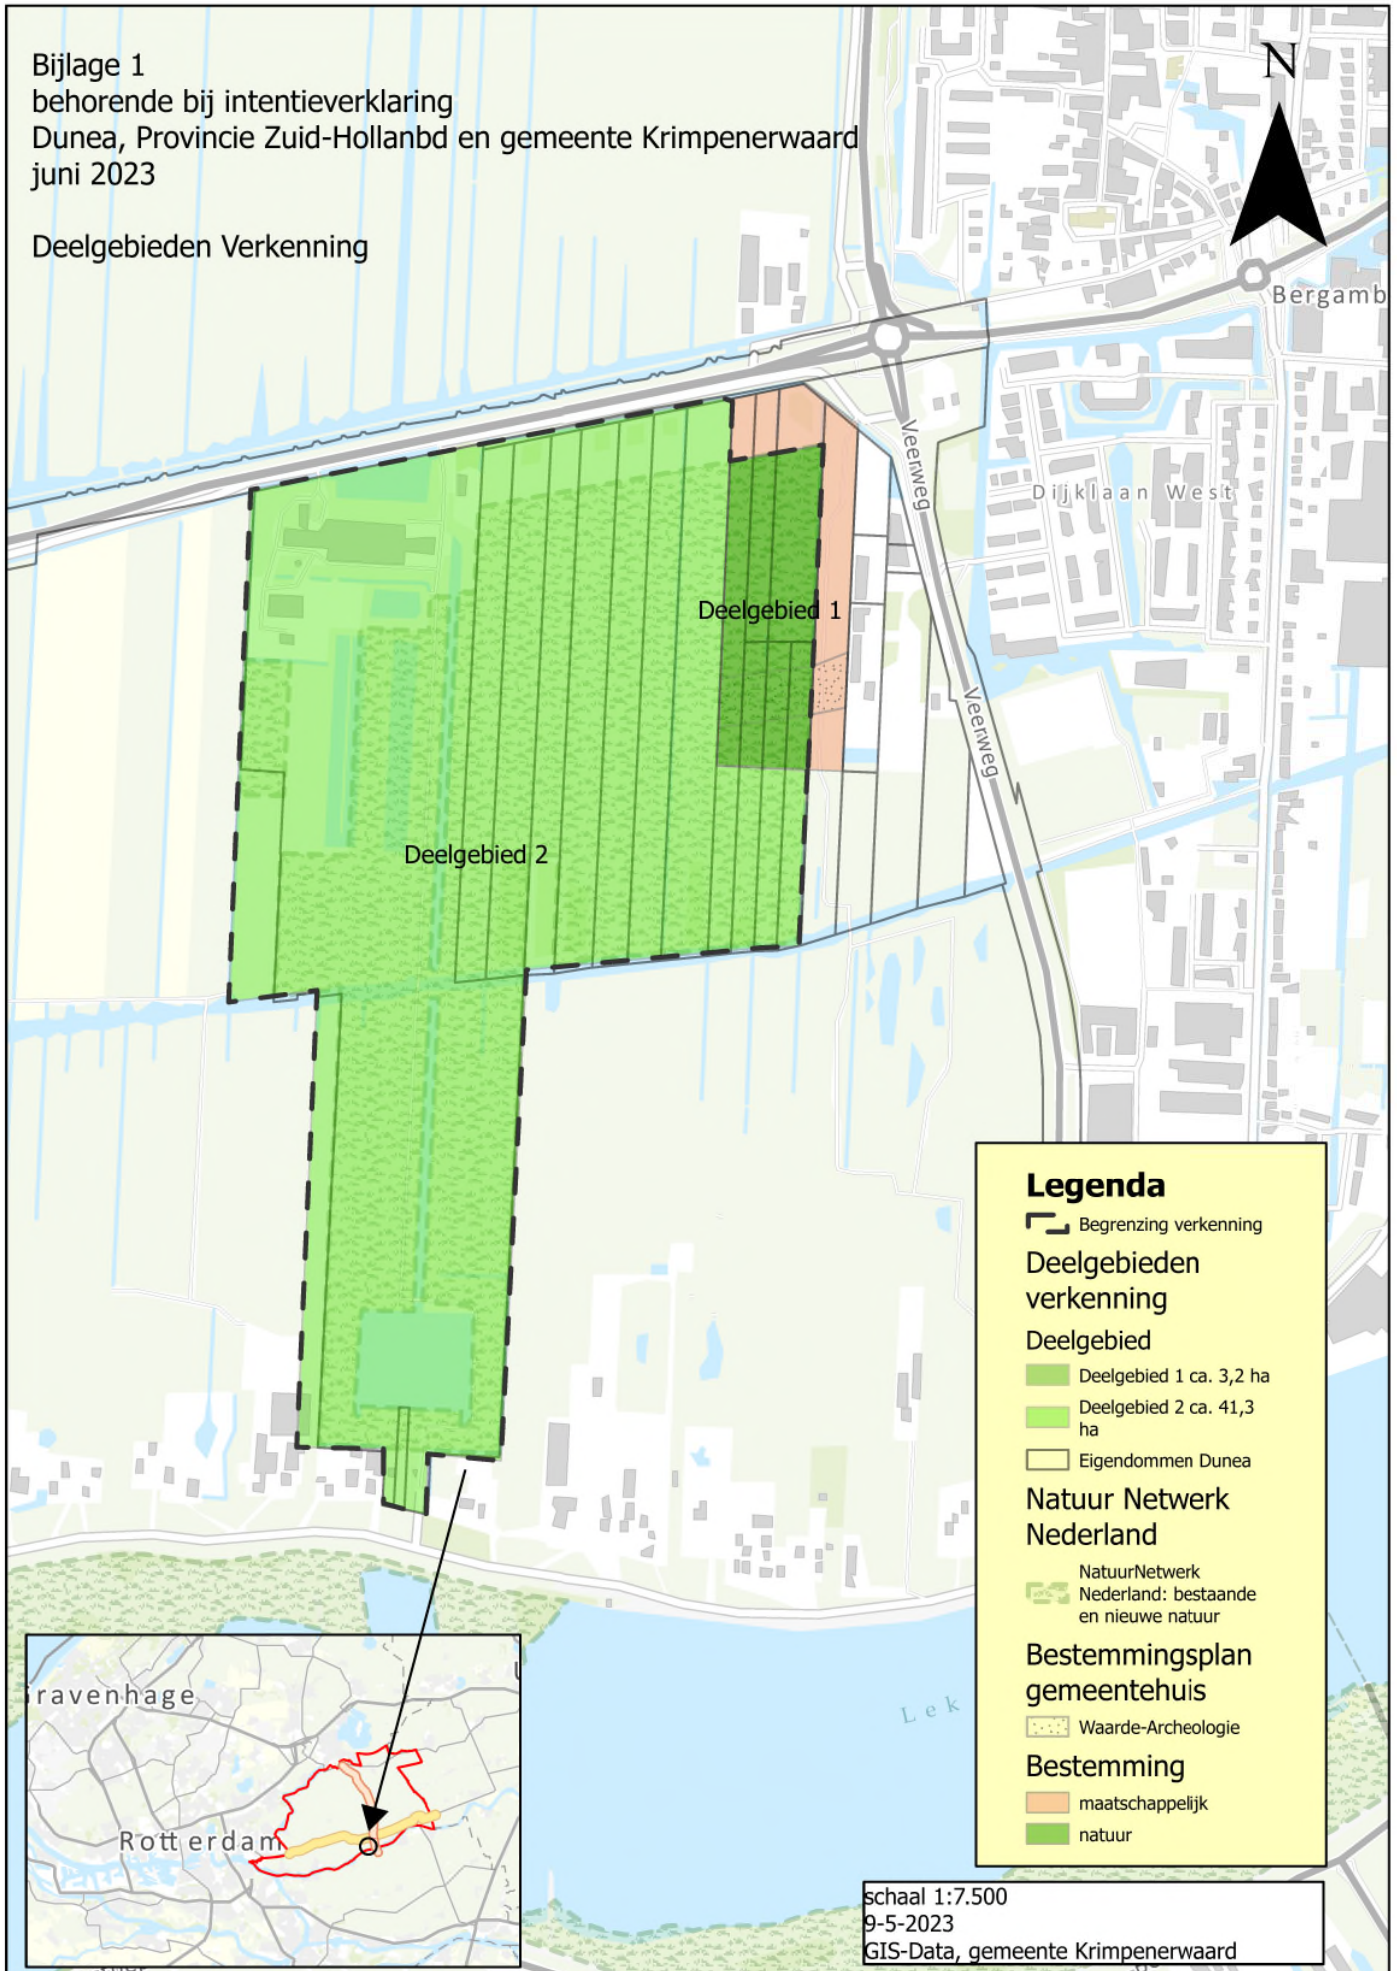 Bijlage 1
behorende bij intentieverklaring
Dunea, Provincie Zuid-Hollanbd en gemeente Krimpenerwaard
juni 2023
Deelgebieden Verkenning
N
Bergamb
Veerweg
Dijklaan West
Deelgebied 1
Veerweg
Deelgebied 2
Legenda
Begrenzing verkenning
Deelgebieden
verkenning
Deelgebied
Deelgebied 1 ca. 3,2 ha
Deelgebied 2 ca. 41,3
ha
Eigendommen Dunea
Natuur Netwerk
Nederland
NatuurNetwerk
Nederland: bestaande
en nieuwe natuur
Bestemmingsplan
gemeentehuis
Waarde-Archeologie
Bestemming
maatschappelijk
natuur
Lek
ravenhage
Rotterdam
schaal 1:7.500
9-5-2023
GIS-Data, gemeente Krimpenerwaard